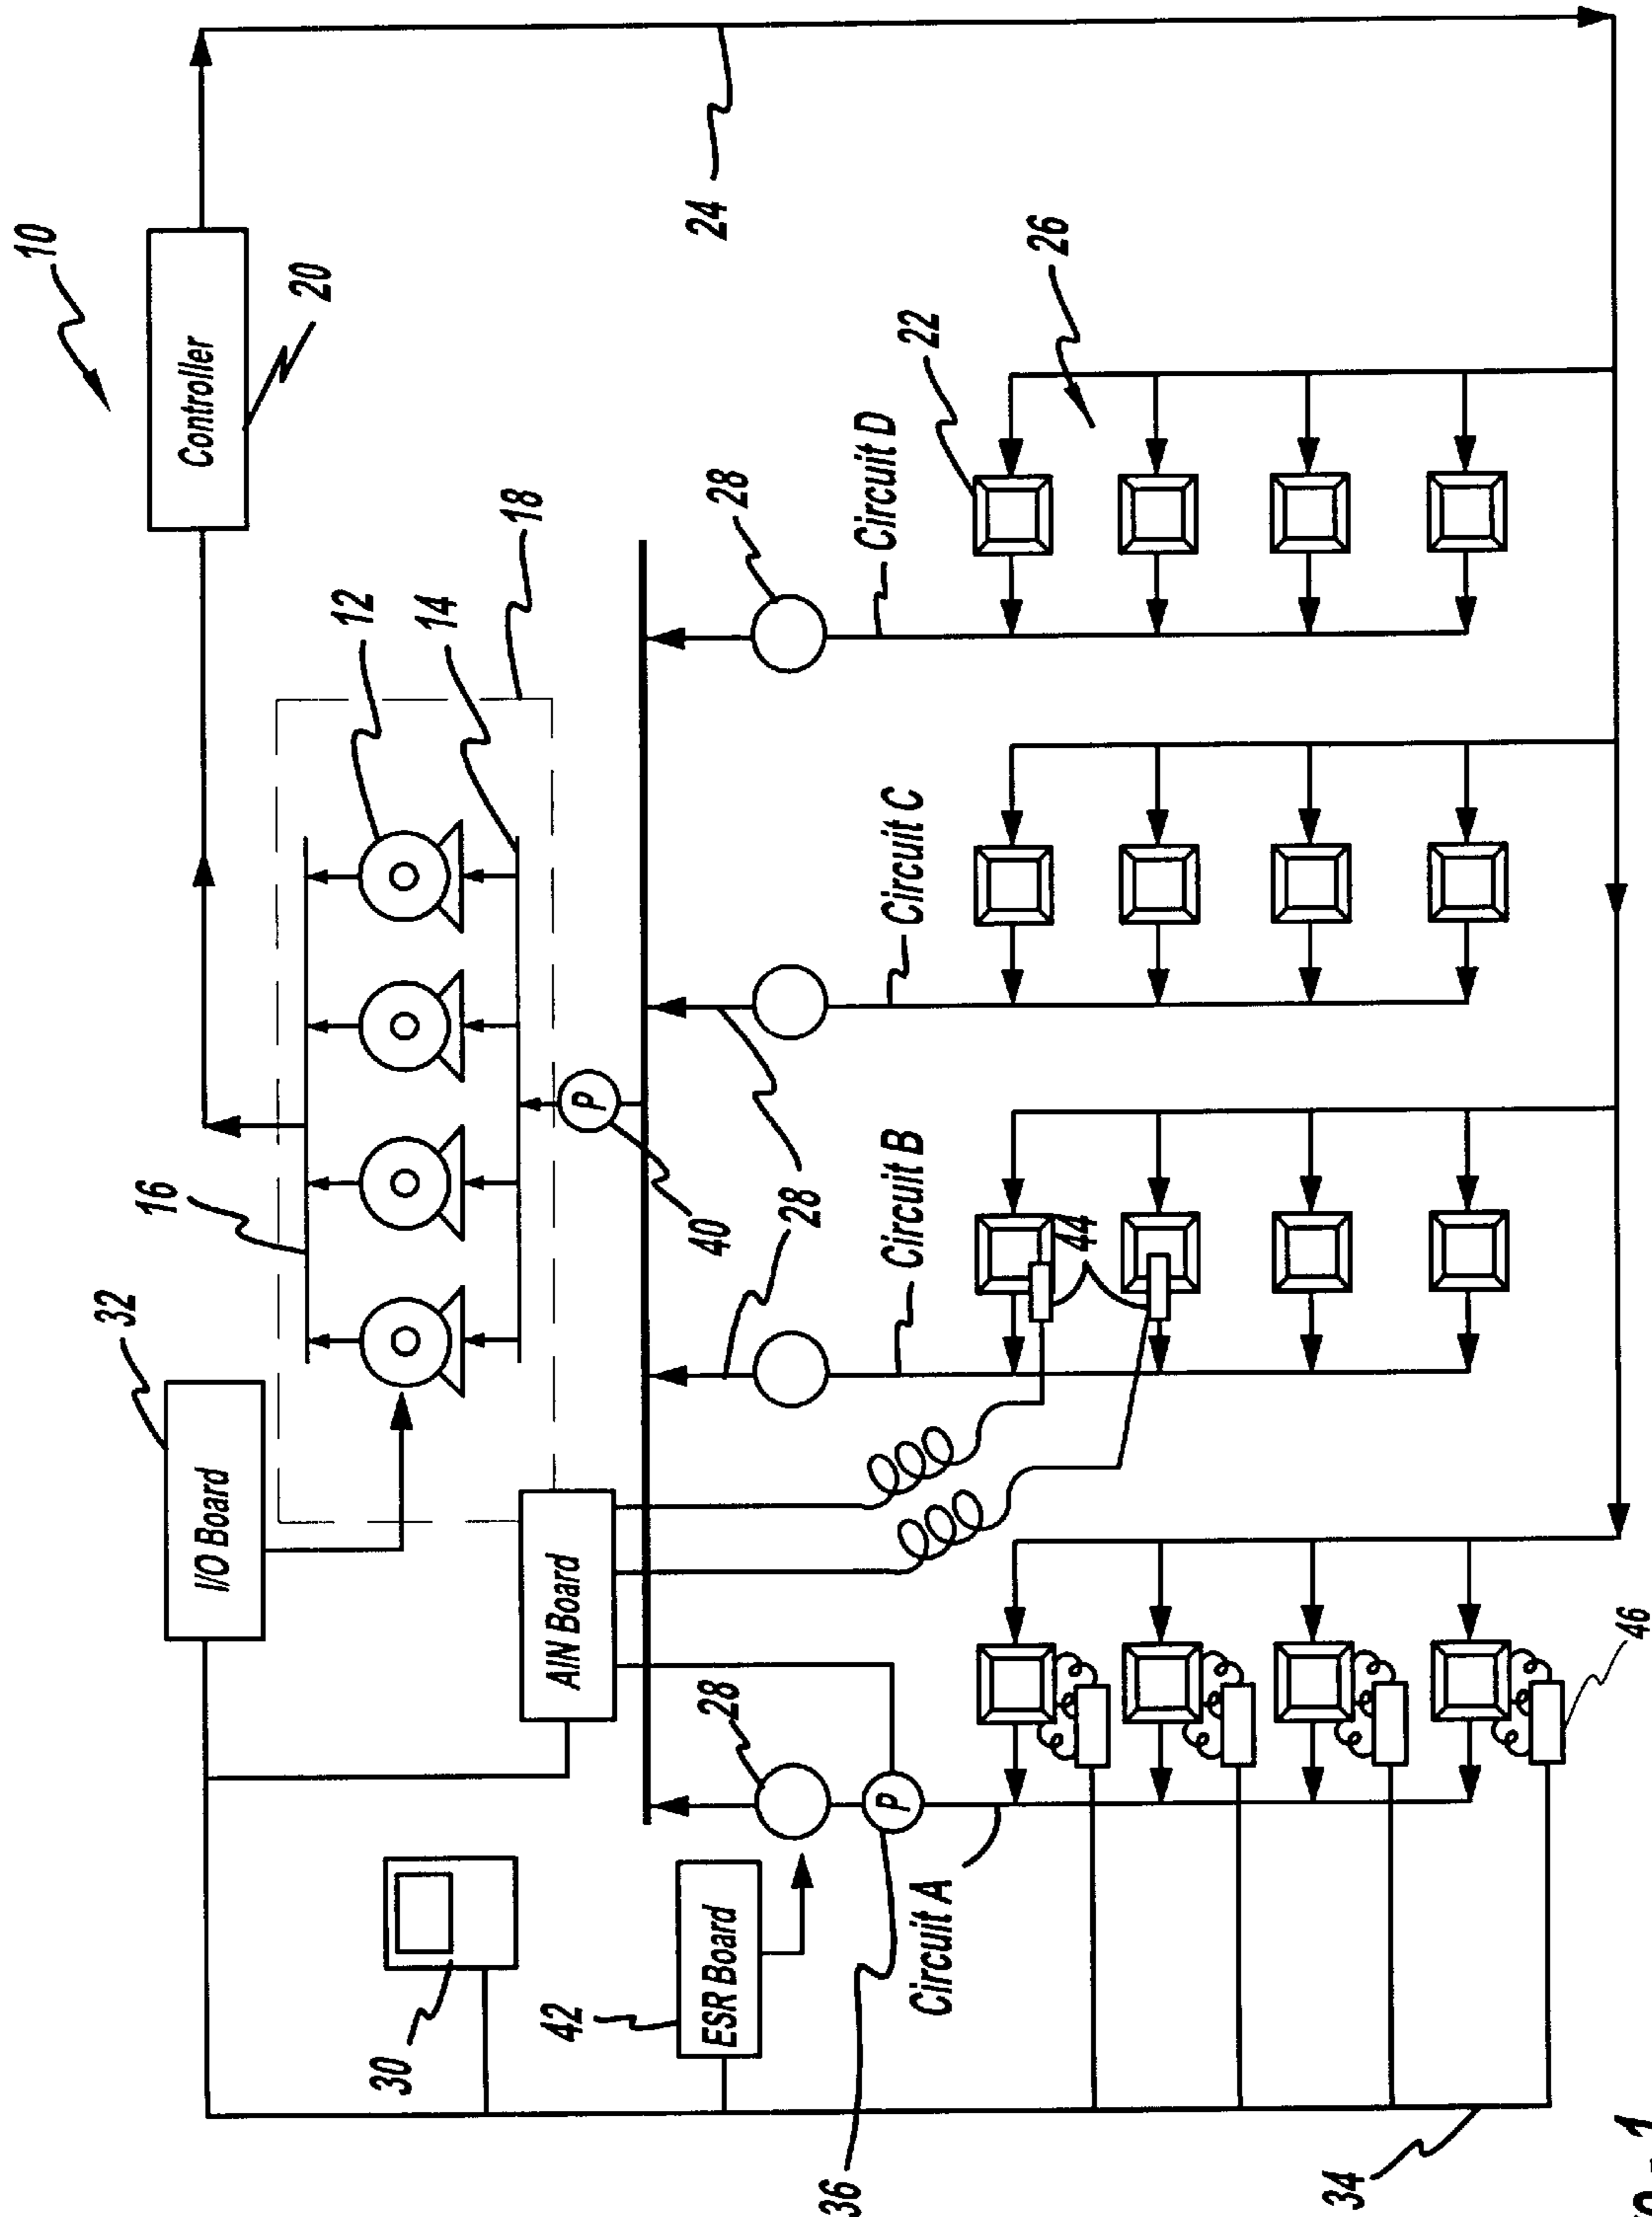 10
Controller
20
24
32
I/O Board
16
12
14
18
AIN Board
P
40
30
42
ESR Board
28
28
28
28
P
36
Circuit A
Circuit B
Circuit C
Circuit D
44
22
26
46
34